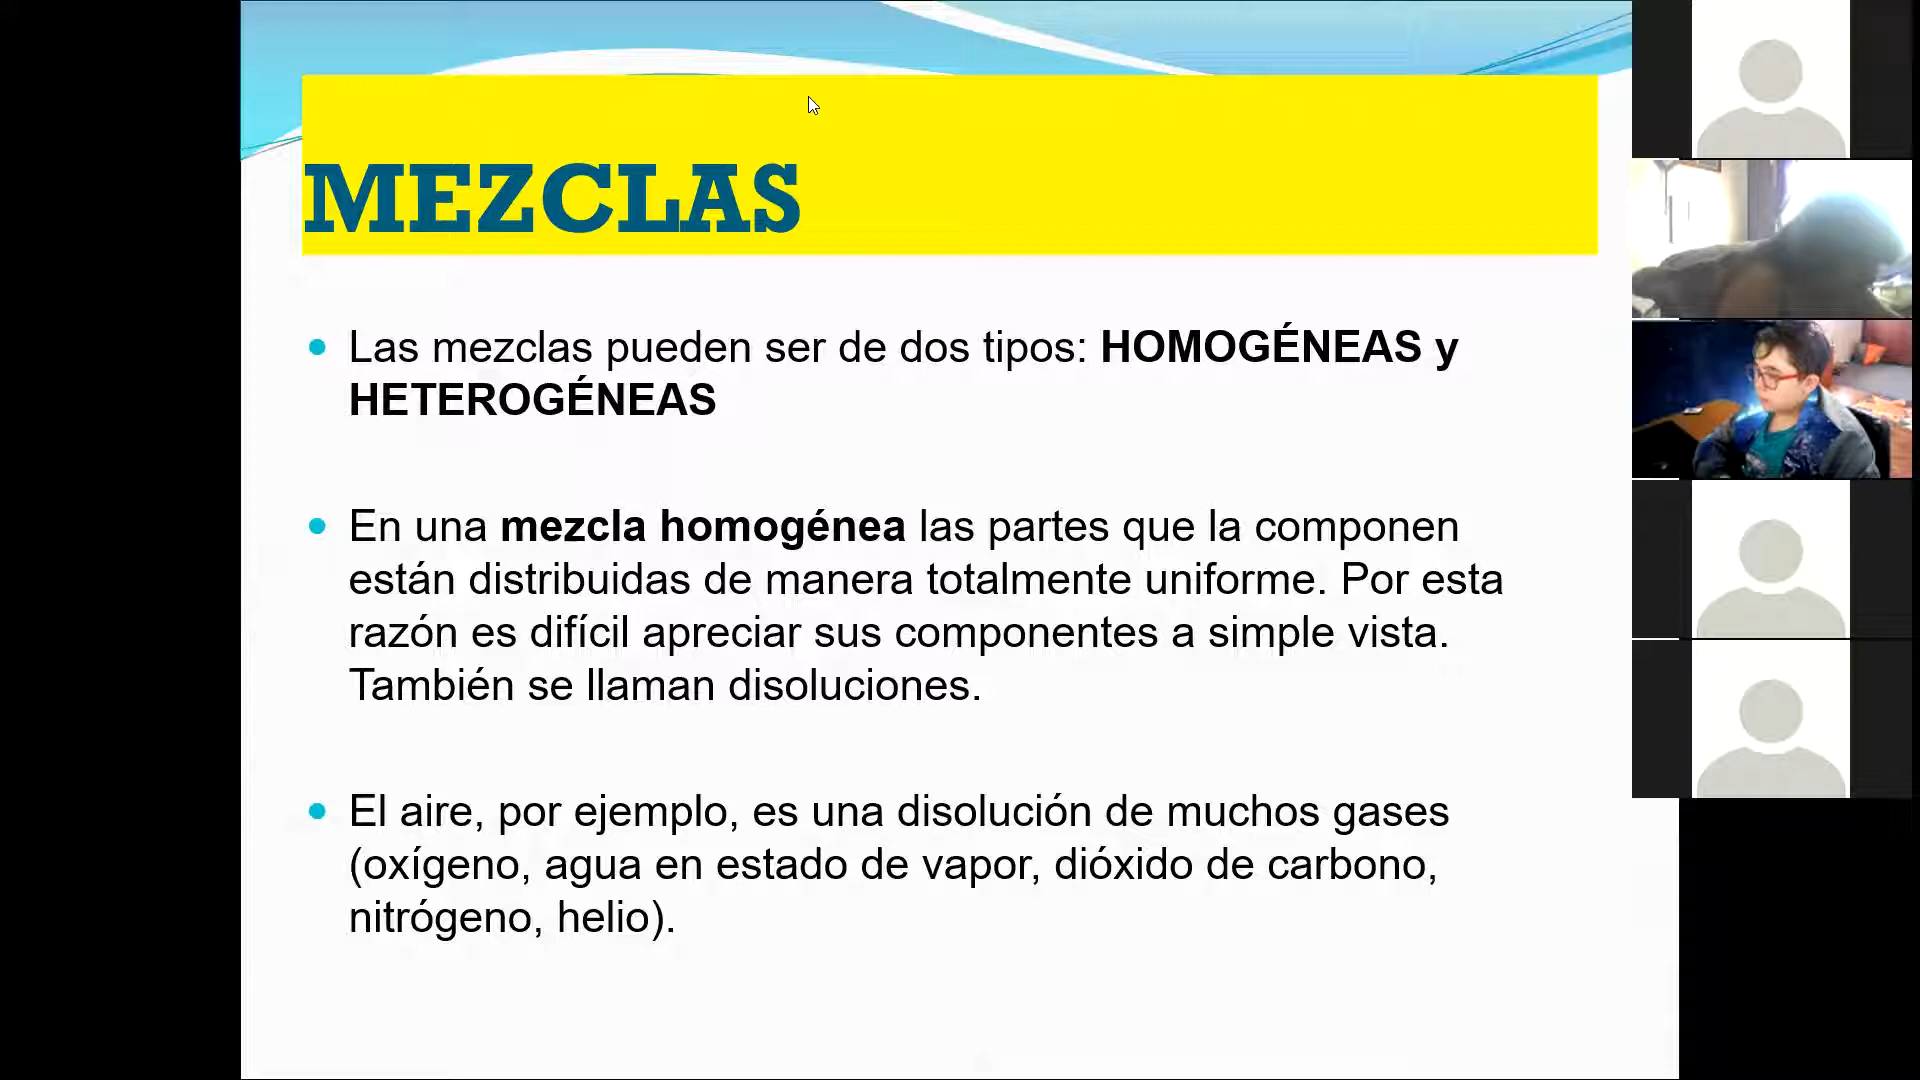 MEZCLAS
Las mezclas pueden ser de dos tipos: HOMOGÉNEAS y
HETEROGÉNEAS
En una mezcla homogénea las partes que la componen
están distribuidas de manera totalmente uniforme. Por esta
razón es difícil apreciar sus componentes a simple vista.
También se llaman disoluciones.
El aire, por ejemplo, es una disolución de muchos gases
(oxígeno, agua en estado de vapor, dióxido de carbono,
nitrógeno, helio).